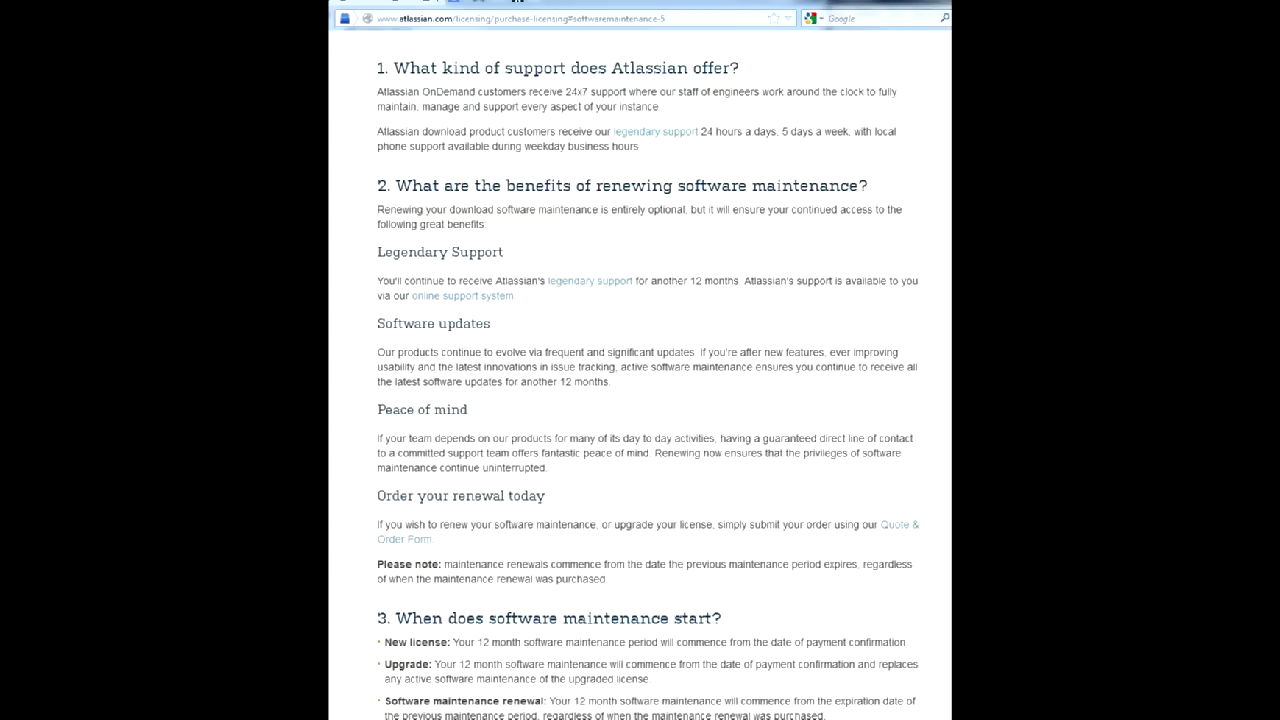 www.atlassian.com/licensing/purchase-licensing#softwaremaintenance-5
Google
1. What kind of support does Atlassian offer?
Atlassian OnDemand customers receive 24x7 support where our staff of engineers work around the clock to fully
maintain, manage and support every aspect of your instance
Atlassian download product customers receive our legendary support 24 hours a days, 5 days a week, with local
phone support available during weekday business hours
2. What are the benefits of renewing software maintenance?
Renewing your download software maintenance is entirely optional, but it will ensure your continued access to the
following great benefits:
Legendary Support
You'll continue to receive Atlassian's legendary support for another 12 months. Atlassian's support is available to you
via our online support system.
Software updates
Our products continue to evolve via frequent and significant updates. If you're after new features, ever improving
usability and the latest innovations in issue tracking, active software maintenance ensures you continue to receive all
the latest software updates for another 12 months.
Peace of mind
If your team depends on our products for many of its day to day activities, having a guaranteed direct line of contact
to a committed support team offers fantastic peace of mind. Renewing now ensures that the privileges of software
maintenance continue uninterrupted.
Order your renewal today
If you wish to renew your software maintenance, or upgrade your license, simply submit your order using our Quote &
Order Form.
Please note: maintenance renewals commence from the date the previous maintenance period expires, regardless
of when the maintenance renewal was purchased
3. When does software maintenance start?
• New license: Your 12 month software maintenance period will commence from the date of payment confirmation
• Upgrade: Your 12 month software maintenance will commence from the date of payment confirmation and replaces
any active software maintenance of the upgraded license.
• Software maintenance renewal: Your 12 month software maintenance will commence from the expiration date of
the previous maintenance period, regardless of when the maintenance renewal was purchased.